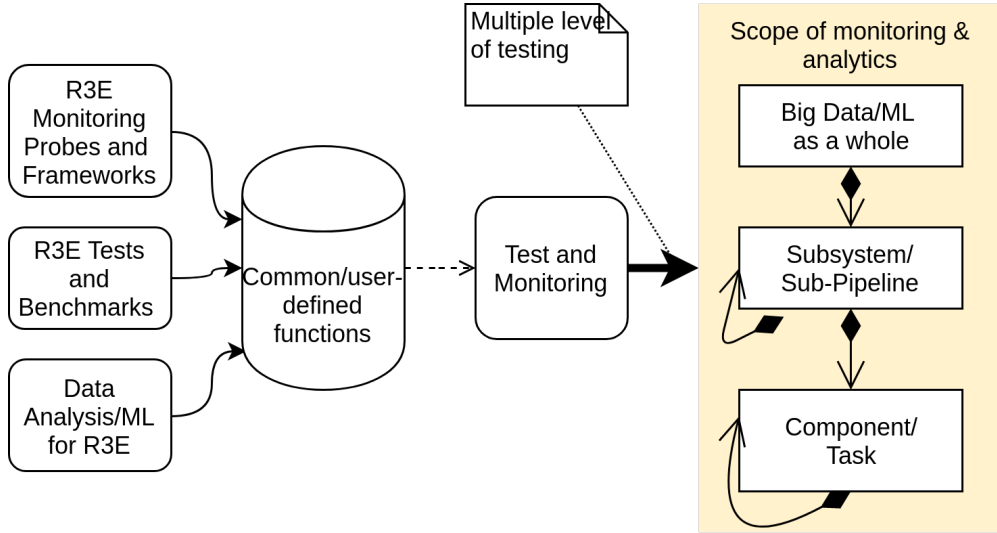 R3E
Monitoring
Probes and
Frameworks
R3E Tests
and
Benchmarks
Data
Analysis/ML
for R3E
Common/user-
defined
functions
Test and
Monitoring
Multiple level
of testing
Scope of monitoring &
analytics
Big Data/ML
as a whole
Subsystem/
Sub-Pipeline
Component/
Task